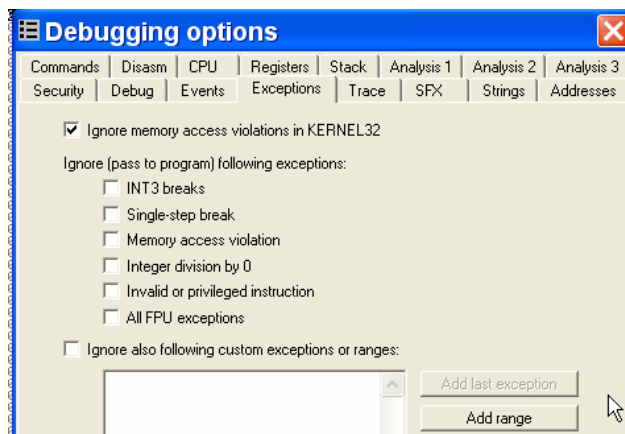 Debugging options
Commands Disasm CPU Registers Stack Analysis 1 Analysis 2 Analysis 3
Security Debug Events Exceptions Trace SFX Strings Addresses
Ignore memory access violations in KERNEL32
Ignore (pass to program) following exceptions:
INT3 breaks
Single-step break
Memory access violation
Integer division by 0
Invalid or privileged instruction
All FPU exceptions
Ignore also following custom exceptions or ranges:
Add last exception
Add range